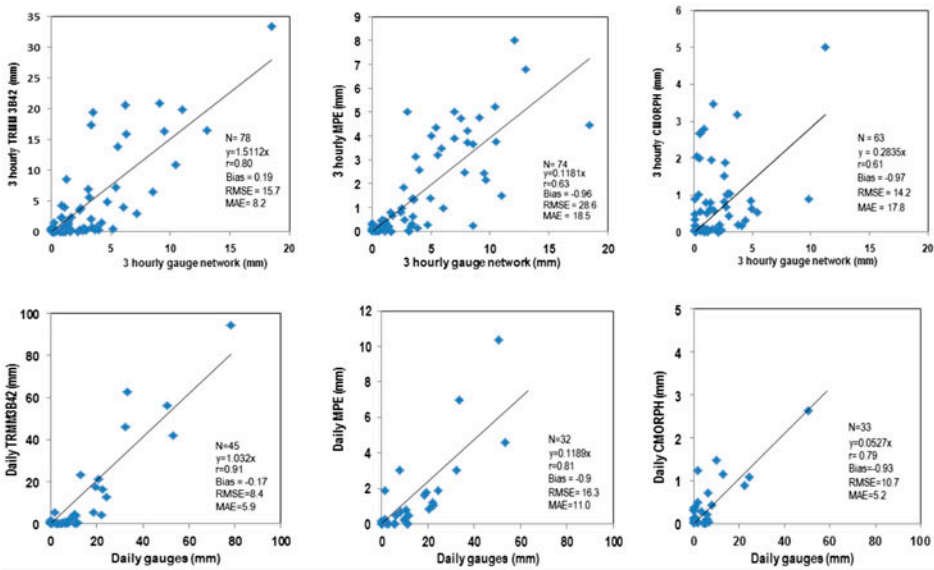 35
30
25
20
15
10
5
0
3 hourly TRMM 3B42 (mm)
N= 78
y=1.5112x
r=0.80
Bias = 0.19
RMSE = 15.7
MAE = 8.2
0 5 10 15 20
3 hourly gauge network (mm)
9
8
7
6
5
4
3
2
1
0
3 hourly MPE (mm)
N= 74
y=0.1181x
r=0.63
Bias = -0.96
RMSE = 28.6
MAE = 18.5
0 5 10 15 20
3 hourly gauge network (mm)
6
5
4
3
2
1
0
3 hourly CMORPH (mm)
N = 63
y = 0.2835x
r=0.61
Bias = -0.97
RMSE = 14.2
MAE = 17.8
0 5 10 15 20
3 hourly gauge network (mm)
100
80
60
40
20
0
Daily TRMM3B42 (mm)
N=45
y=1.032x
r=0.91
Bias = -0.17
RMSE=8.4
MAE=5.9
0 20 40 60 80 100
Daily gauges (mm)
12
10
8
6
4
2
0
Daily MPE (mm)
N=32
y=0.1189x
r=0.81
Bias = -0.9
RMSE= 16.3
MAE=11.0
0 20 40 60 80 100
Daily gauges (mm)
5
4
3
2
1
0
Daily CMORPH (mm)
N=33
y=0.0527x
r= 0.79
Bias=-0.93
RMSE=10.7
MAE=5.2
0 20 40 60 80 100
Daily gauges (mm)